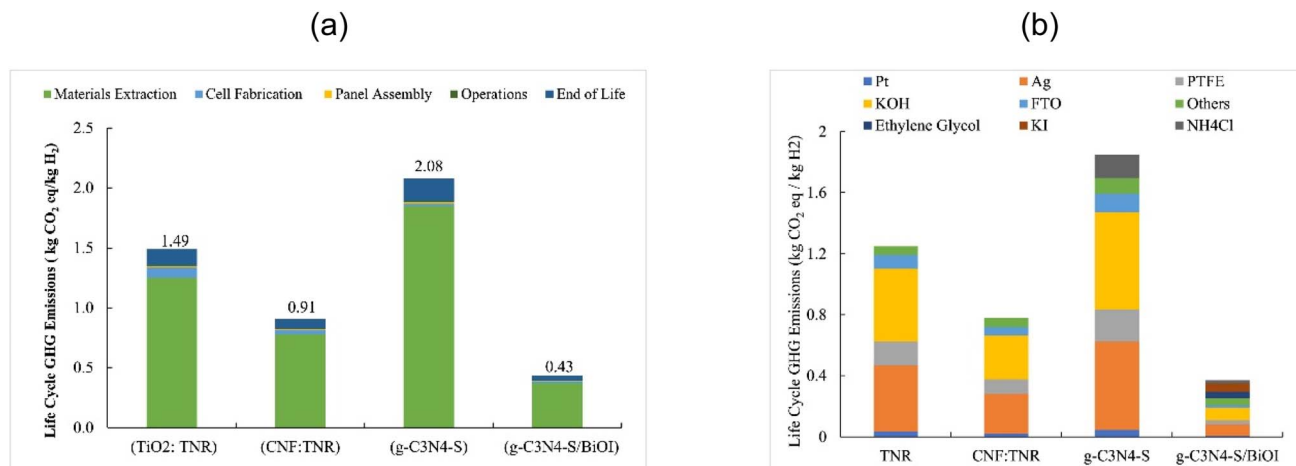 (a)
(b)
Materials Extraction Cell Fabrication Panel Assembly Operations End of Life
Life Cycle GHG Emissions ( kg CO₂ eq/kg H₂)
2.5
2.0
1.5
1.0
0.5
0.0
1.49
0.91
2.08
0.43
(TiO2: TNR) (CNF:TNR) (g-C3N4-S) (g-C3N4-S/BiOI)
Pt Ag PTFE
KOH FTO Others
Ethylene Glycol KI NH4Cl
Life Cycle GHG Emissions (kg CO₂ eq / kg H2)
2
1.6
1.2
0.8
0.4
0
TNR CNF:TNR g-C3N4-S g-C3N4-S/BIOI